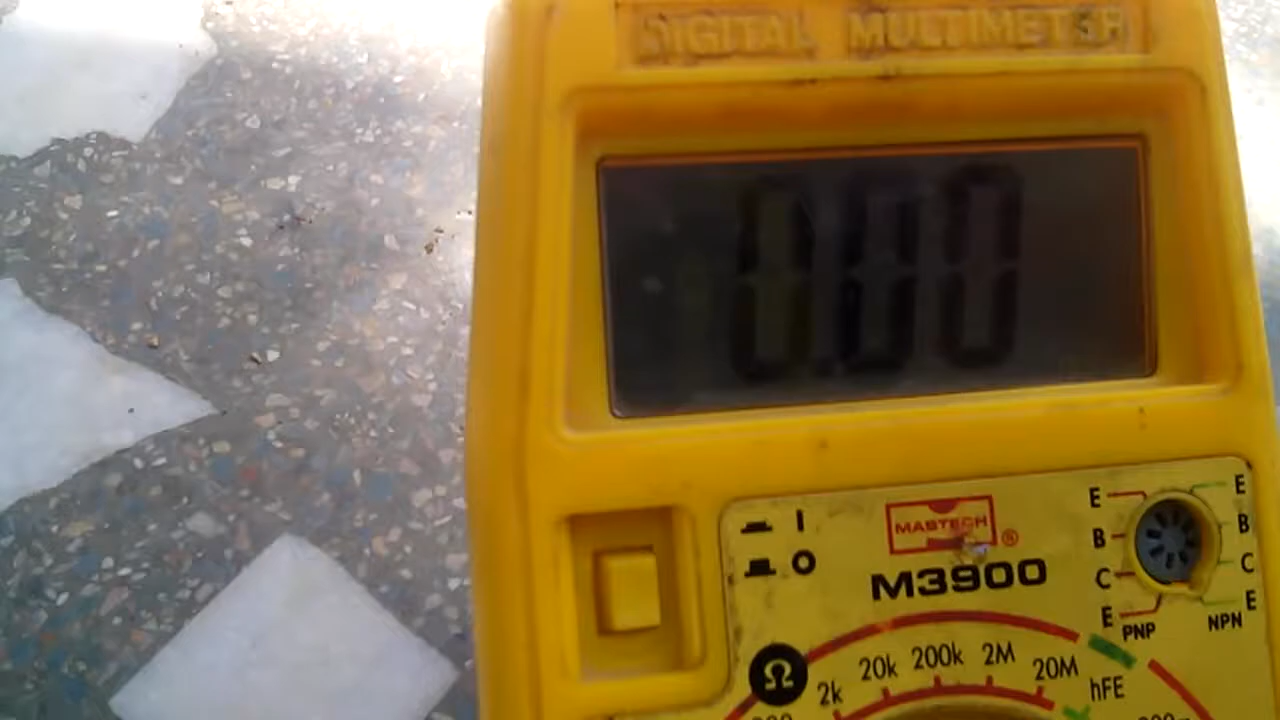 DIGITAL MULTIMETER
0.00
MASTECH ®
M3900
E
B
C
E
PNP
E
B
C
E
NPN
Ω
2k
20k
200k
2M
20M
hFE